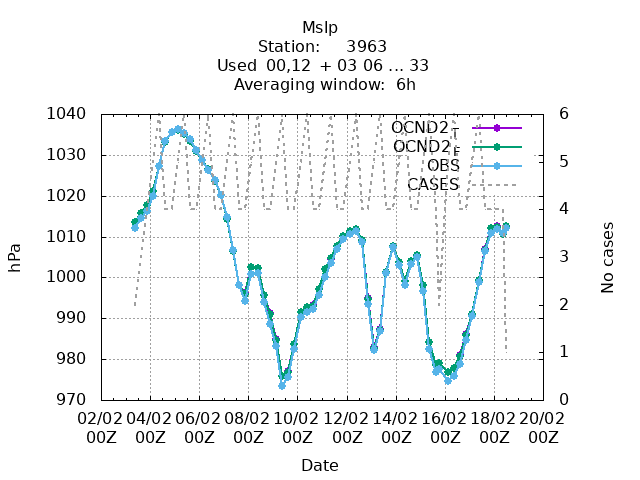 Mslp
Station: 3963
Used 00,12 + 03 06 ... 33
Averaging window: 6h
1040
1030
1020
1010
1000
990
980
970
6
5
4
3
2
1
0
OCND2_T
OCND2_F
OBS
CASES
hPa
No cases
02/02 04/02 06/02 08/02 10/02 12/02 14/02 16/02 18/02 20/02
00Z 00Z 00Z 00Z 00Z 00Z 00Z 00Z 00Z 00Z
Date